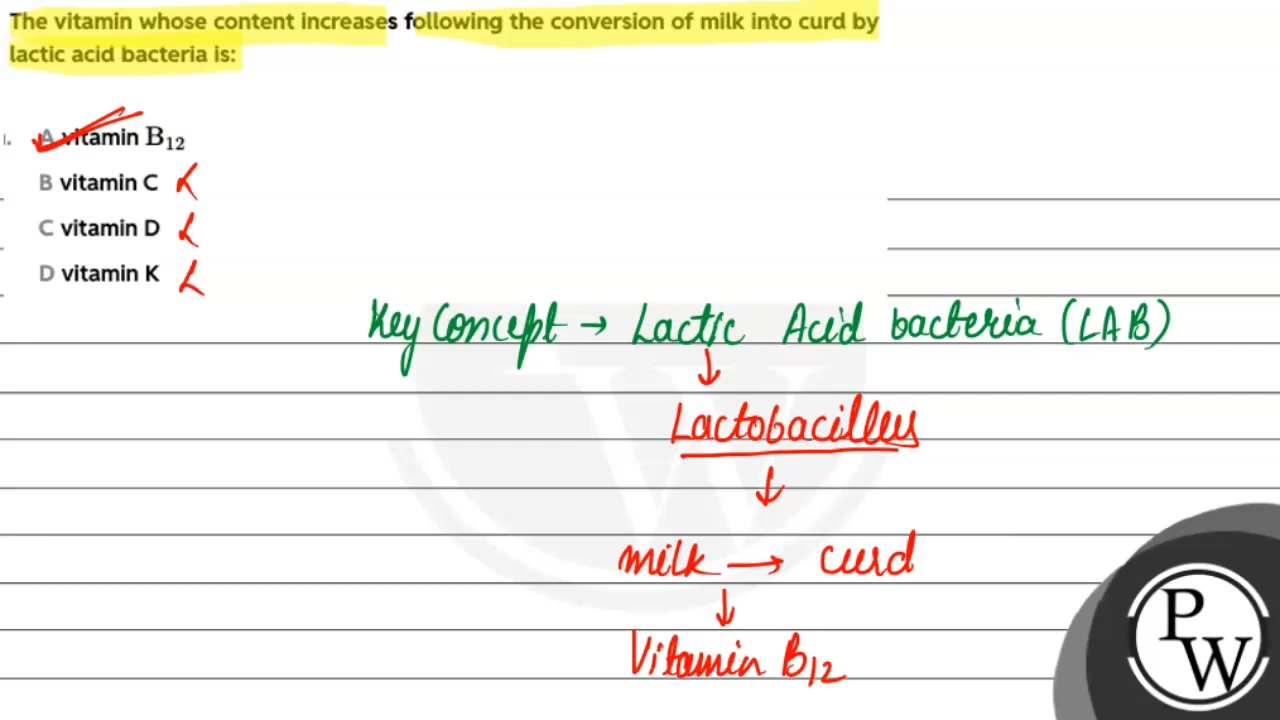 The vitamin whose content increases following the conversion of milk into curd by
lactic acid bacteria is:
A vitamin B₁₂
B vitamin C
C vitamin D
D vitamin K
Key Concept → Lactic Acid bacteria (LAB)
↓
Lactobacillus
↓
milk → curd
↓
Vitamin B₁₂
P
W